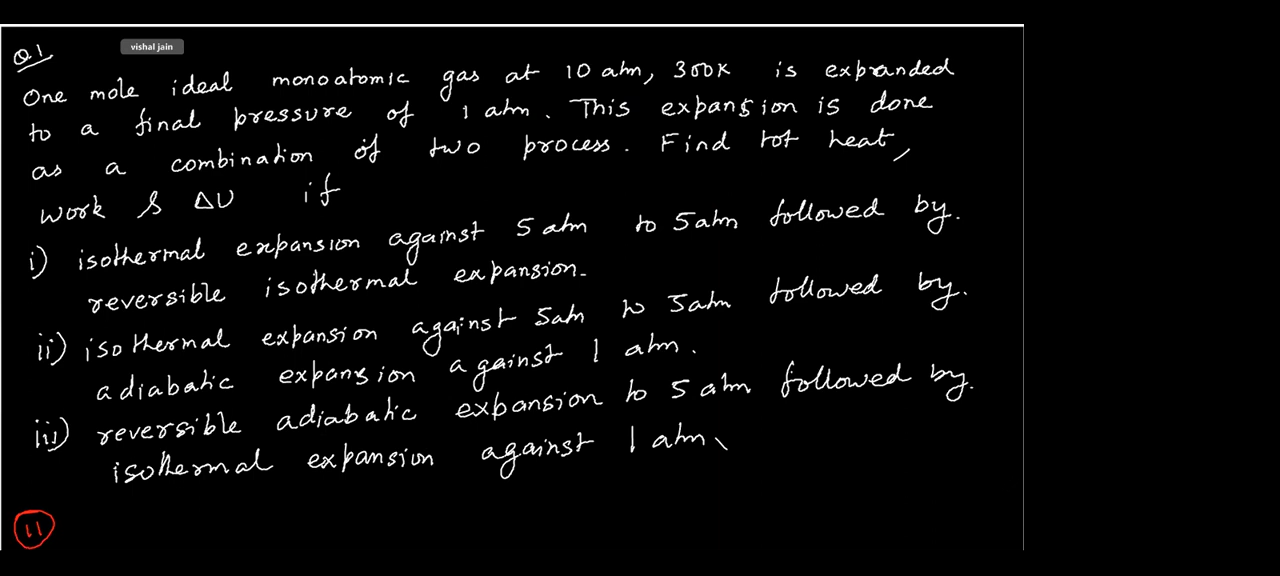 Q1
vishal jain
One mole ideal monoatomic gas at 10 atm, 300K is expanded
to a final pressure of 1 atm. This expansion is done
as a combination of two process. Find tot heat,
work & ΔU if
i) isothermal expansion against 5 atm to 5 atm followed by.
reversible isothermal expansion.
ii) isothermal expansion against 5 atm to 5 atm followed by.
adiabatic expansion against 1 atm.
iii) reversible adiabatic expansion to 5 atm followed by.
isothermal expansion against 1 atm
11